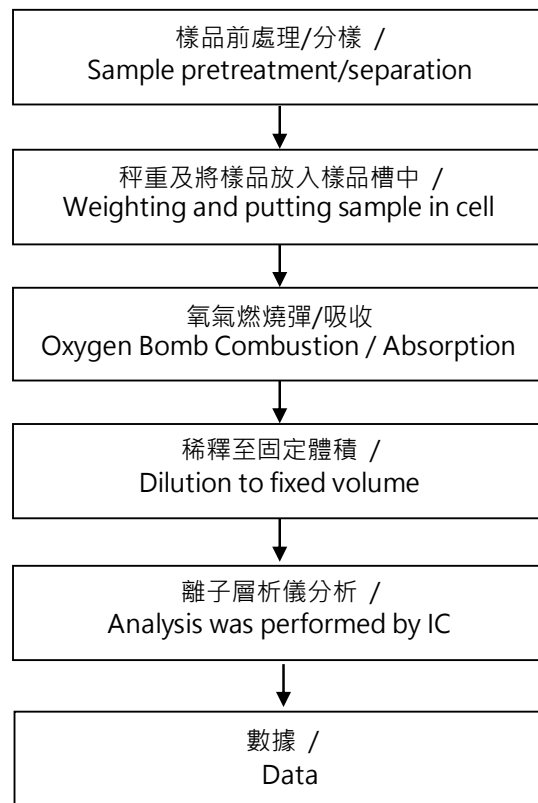 樣品前處理/分樣 /
Sample pretreatment/separation
秤重及將樣品放入樣品槽中 /
Weighting and putting sample in cell
氧氣燃燒彈/吸收
Oxygen Bomb Combustion / Absorption
稀釋至固定體積 /
Dilution to fixed volume
離子層析儀分析 /
Analysis was performed by IC
數據 /
Data